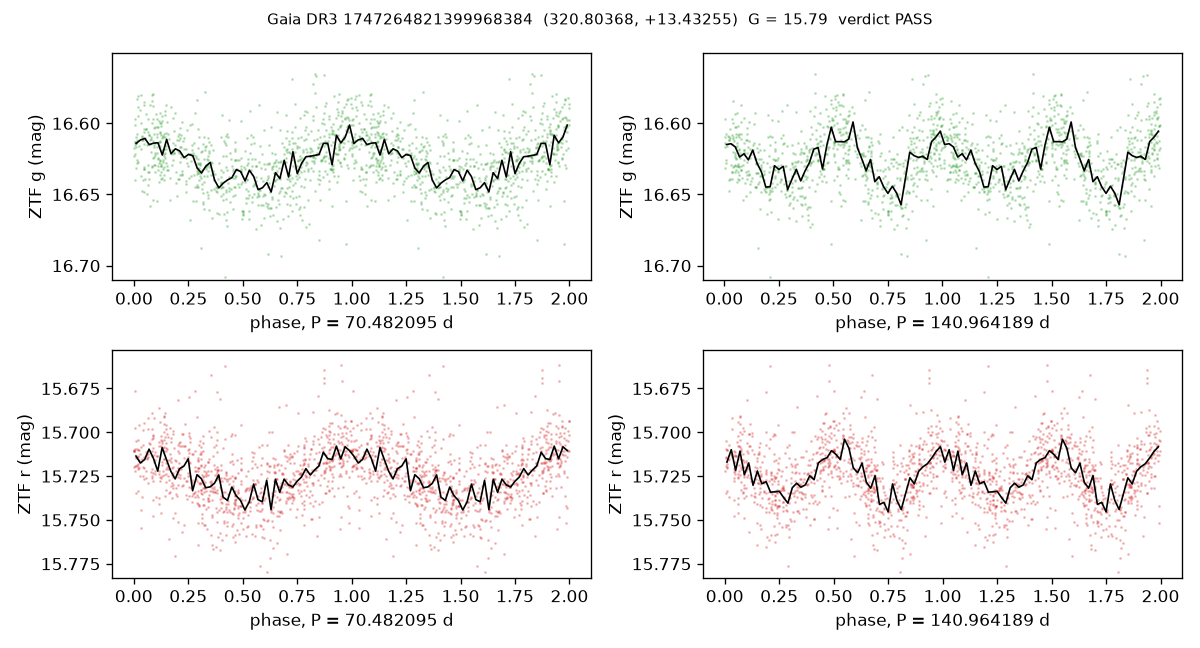 Gaia DR3 1747264821399968384 (320.80368, +13.43255) G = 15.79 verdict PASS
ZTF g (mag)
16.60
16.65
16.70
0.00 0.25 0.50 0.75 1.00 1.25 1.50 1.75 2.00
phase, P = 70.482095 d
ZTF g (mag)
16.60
16.65
16.70
0.00 0.25 0.50 0.75 1.00 1.25 1.50 1.75 2.00
phase, P = 140.964189 d
ZTF r (mag)
15.675
15.700
15.725
15.750
15.775
0.00 0.25 0.50 0.75 1.00 1.25 1.50 1.75 2.00
phase, P = 70.482095 d
ZTF r (mag)
15.675
15.700
15.725
15.750
15.775
0.00 0.25 0.50 0.75 1.00 1.25 1.50 1.75 2.00
phase, P = 140.964189 d